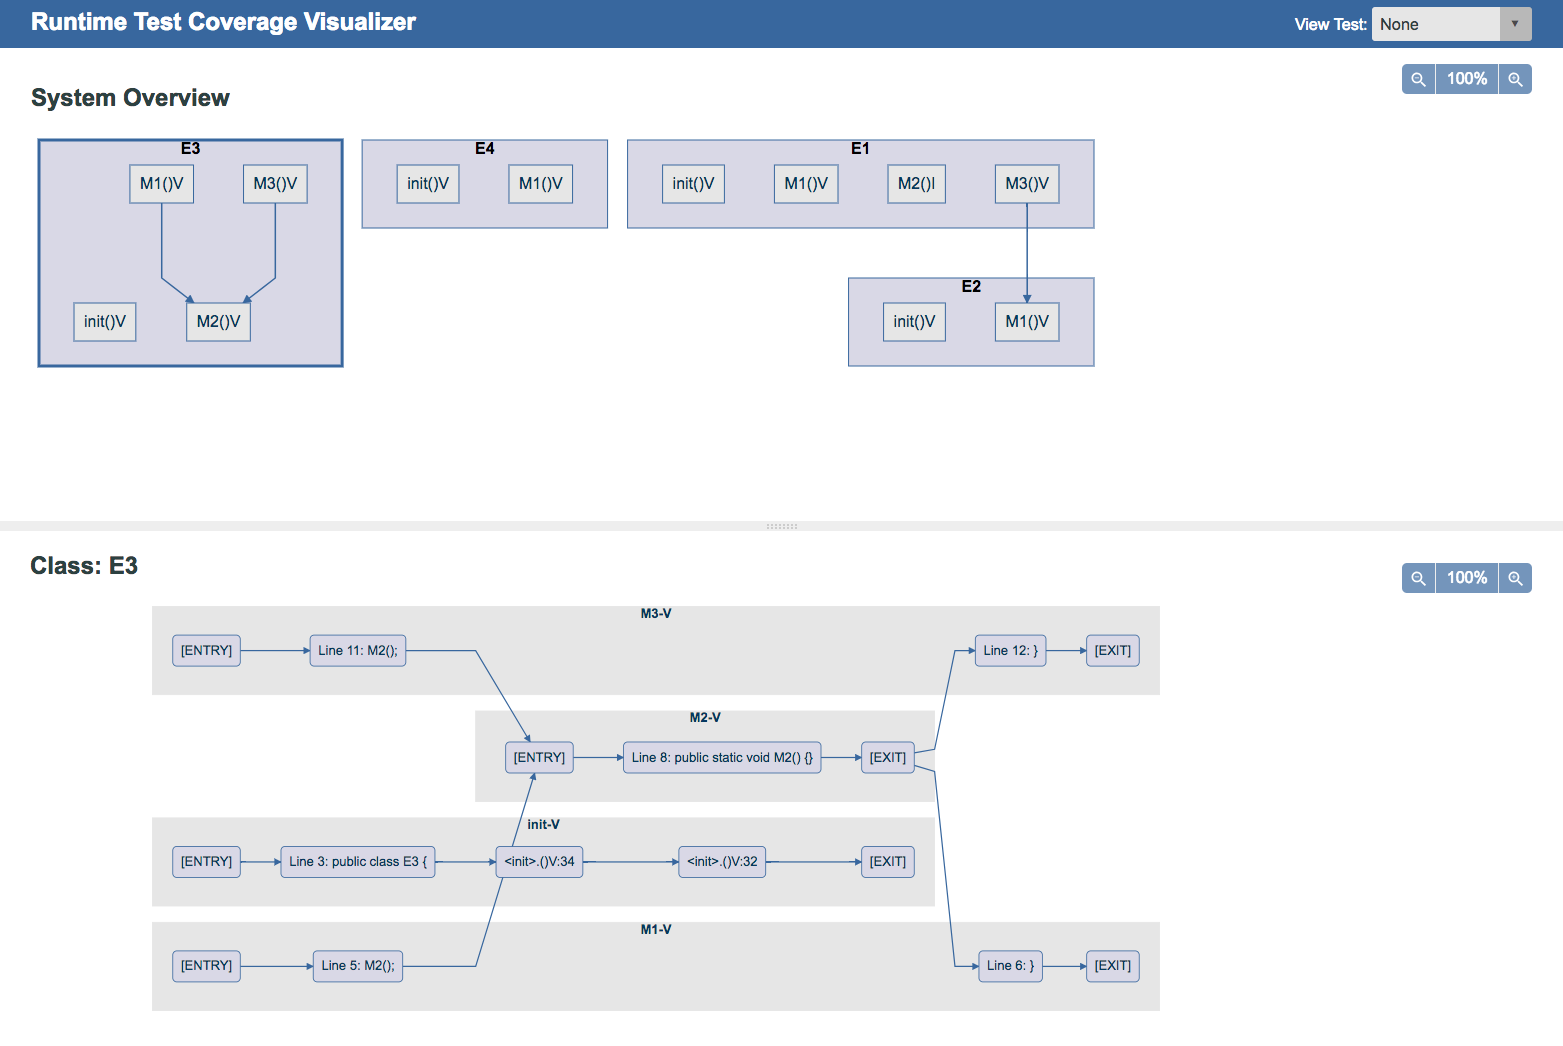 Runtime Test Coverage Visualizer
View Test: None
100%
System Overview
E3
E4
E1
M1()V
M3()V
init()V
M1()V
init()V
M1()V
M2()I
M3()V
E2
init()V
M2()V
init()V
M1()V
Class: E3
100%
M3-V
[ENTRY]
Line 11: M2();
Line 12: }
[EXIT]
M2-V
[ENTRY]
Line 8: public static void M2() {}
[EXIT]
init-V
[ENTRY]
Line 3: public class E3 {
<init>.()V:34
<init>.()V:32
[EXIT]
M1-V
[ENTRY]
Line 5: M2();
Line 6: }
[EXIT]